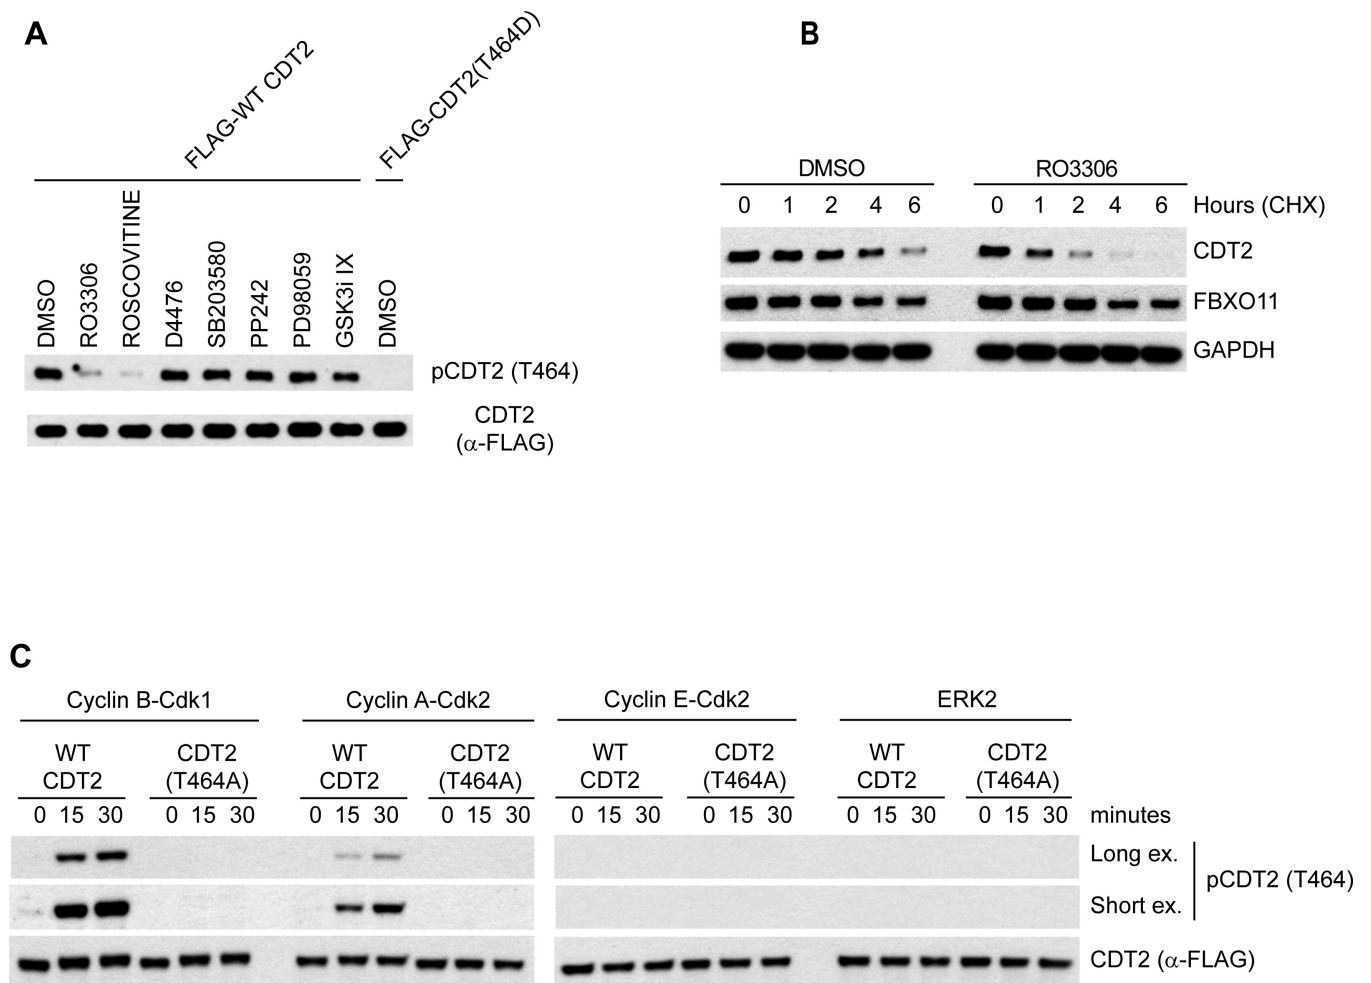 A
FLAG-WT CDT2
FLAG-CDT2(T464D)
DMSO
RO3306
ROSCOVITINE
D4476
SB203580
PP242
PD98059
GSK3i IX
DMSO
pCDT2 (T464)
CDT2
(α-FLAG)
B
DMSO RO3306
0 1 2 4 6 0 1 2 4 6 Hours (CHX)
CDT2
FBXO11
GAPDH
C
Cyclin B-Cdk1 Cyclin A-Cdk2 Cyclin E-Cdk2 ERK2
WT CDT2 WT CDT2 WT CDT2 WT CDT2
CDT2 (T464A) CDT2 (T464A) CDT2 (T464A) CDT2 (T464A)
0 15 30 0 15 30 0 15 30 0 15 30 0 15 30 0 15 30 0 15 30 0 15 30 minutes
Long ex.
pCDT2 (T464)
Short ex.
CDT2 (α-FLAG)